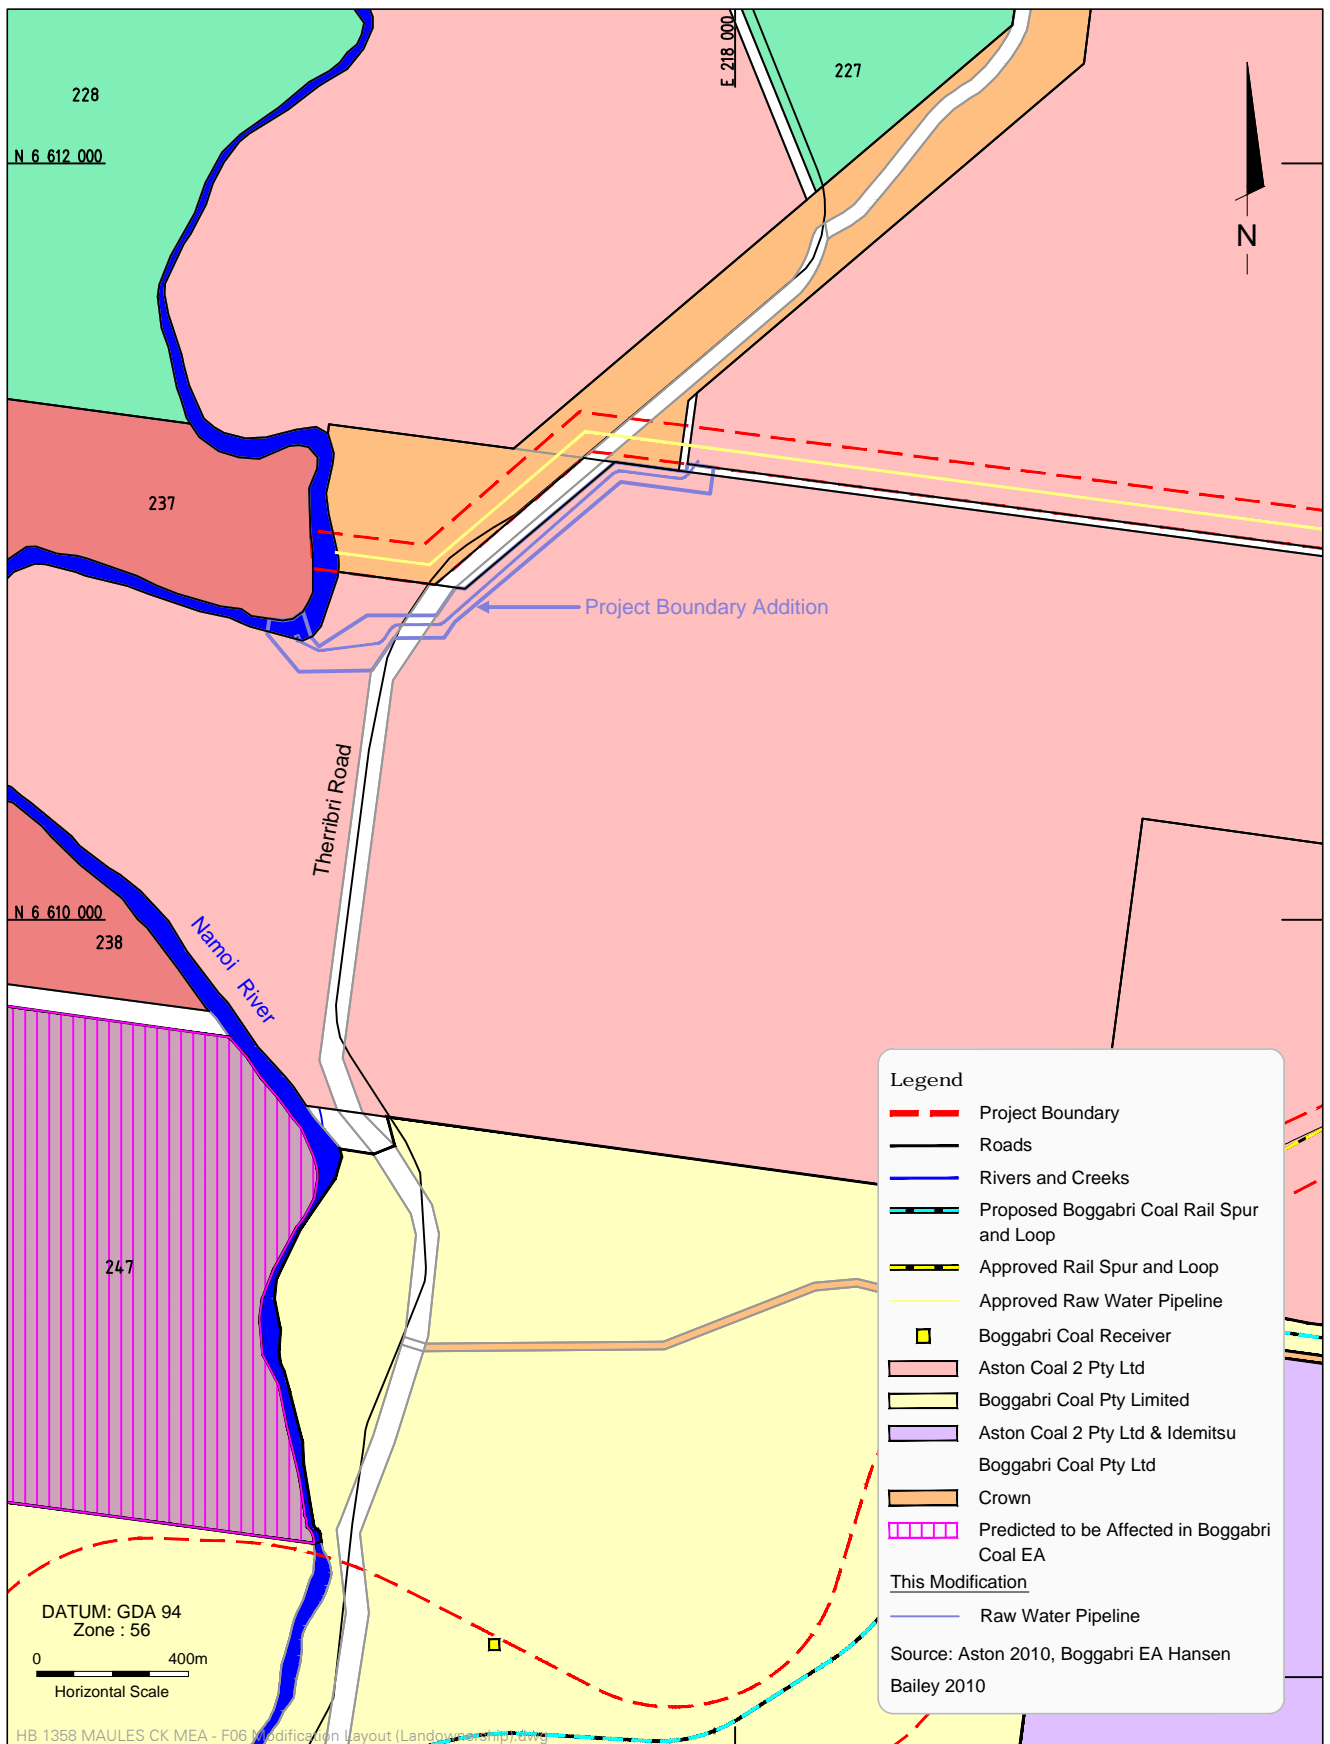 E 218 000
227
228
N 6 612 000
N
237
Project Boundary Addition
Therribri Road
N 6 610 000
238
Namoi River
Legend
Project Boundary
Roads
Rivers and Creeks
Proposed Boggabri Coal Rail Spur
and Loop
247
Approved Rail Spur and Loop
Approved Raw Water Pipeline
Boggabri Coal Receiver
Aston Coal 2 Pty Ltd
Boggabri Coal Pty Limited
Aston Coal 2 Pty Ltd & Idemitsu
Boggabri Coal Pty Ltd
Crown
Predicted to be Affected in Boggabri
Coal EA
This Modification
Raw Water Pipeline
Source: Aston 2010, Boggabri EA Hansen
Bailey 2010
DATUM: GDA 94
Zone : 56
0 400m
Horizontal Scale
HB 1358 MAULES CK MEA - F06 Modification Layout (Landownership).dwg